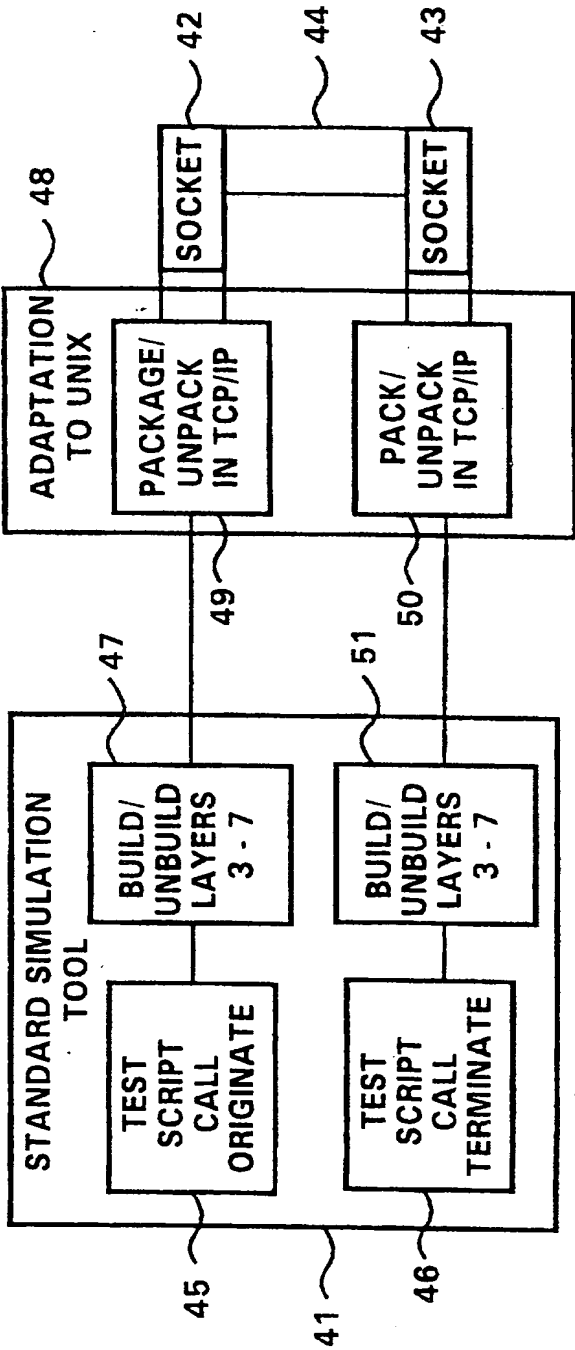 STANDARD SIMULATION
TOOL
TEST
SCRIPT
CALL
ORIGINATE
45
BUILD/
UNBUILD
LAYERS
3 - 7
47
TEST
SCRIPT
CALL
TERMINATE
46
BUILD/
UNBUILD
LAYERS
3 - 7
51
41
ADAPTATION
TO UNIX
48
PACKAGE/
UNPACK
IN TCP/IP
49
PACK/
UNPACK
IN TCP/IP
50
SOCKET
42
44
SOCKET
43